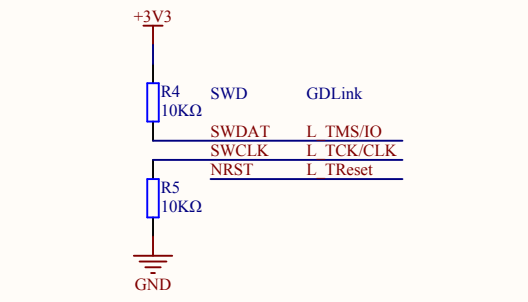 +3V3
R4 SWD GDLink
10KΩ
SWDAT L_TMS/IO
SWCLK L_TCK/CLK
NRST L_TReset
R5
10KΩ
GND